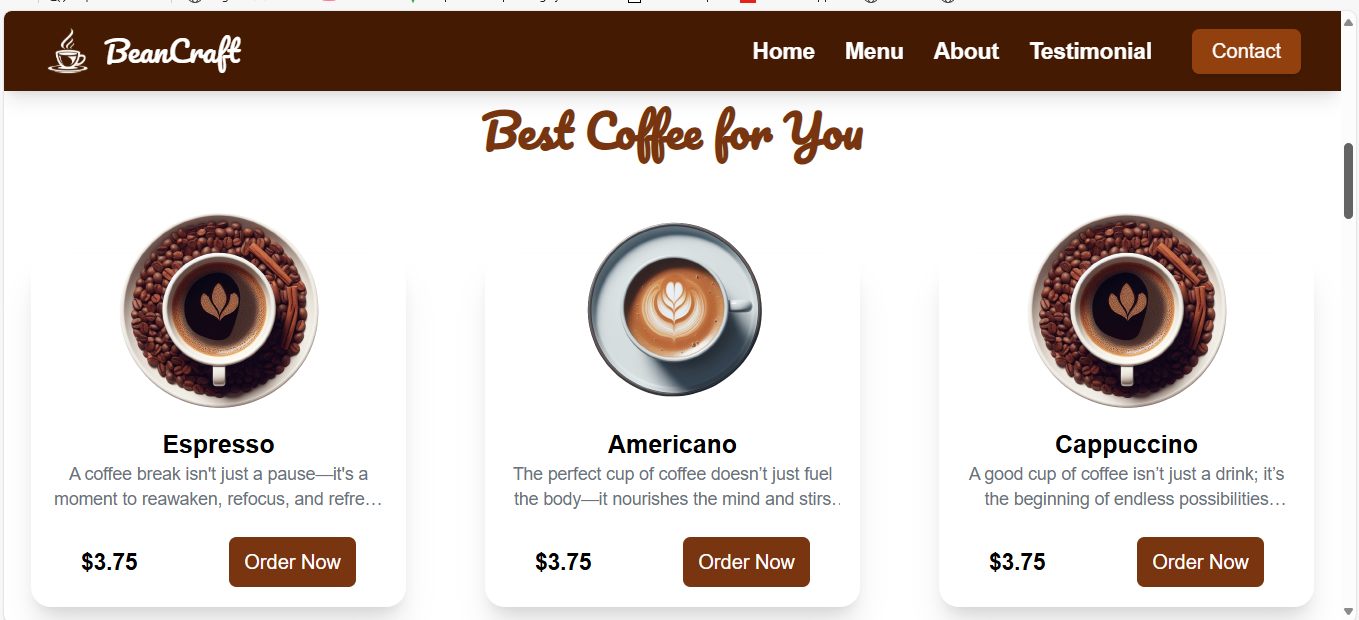 BeanCraft
Home Menu About Testimonial Contact
Best Coffee for You
Espresso
A coffee break isn't just a pause—it's a
moment to reawaken, refocus, and refre…
$3.75 Order Now
Americano
The perfect cup of coffee doesn’t just fuel
the body—it nourishes the mind and stirs..
$3.75 Order Now
Cappuccino
A good cup of coffee isn’t just a drink; it’s
the beginning of endless possibilities…
$3.75 Order Now